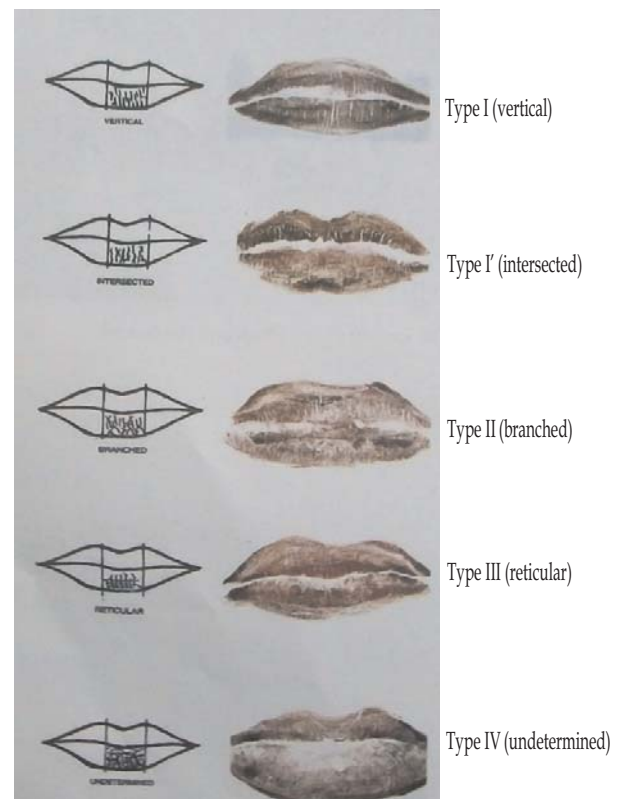 VERTICAL
Type I (vertical)
INTERSECTED
Type I′ (intersected)
BRANCHED
Type II (branched)
RETICULAR
Type III (reticular)
UNDETERMINED
Type IV (undetermined)